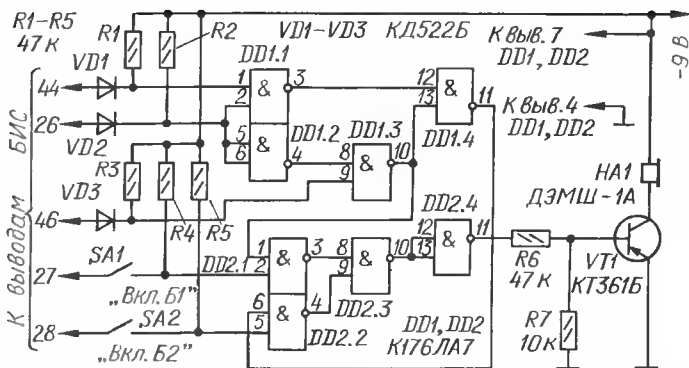 R1-R5
47 к
R1
R2
VD1-VD3 КД522Б
К выв. 7
DD1, DD2
-9 В
К выв. 4
DD1, DD2
К выводам БИС
44
VD1
DD1.1
1
2
&
3
12
13
&
11
DD1.4
26
VD2
5
6
&
4
DD1.2
DD1.3
8
9
&
10
R3
R4
R5
46
VD3
HA1
ДЭМШ-1А
27
SA1
„Вкл. Б1"
DD2.1
1
2
&
3
8
9
&
10
DD2.3
DD2.4
12
13
&
11
R6
47 к
VT1
КТ361Б
28
SA2
„Вкл. Б2"
6
5
&
4
DD2.2
DD1, DD2
К176ЛА7
R7
10 к